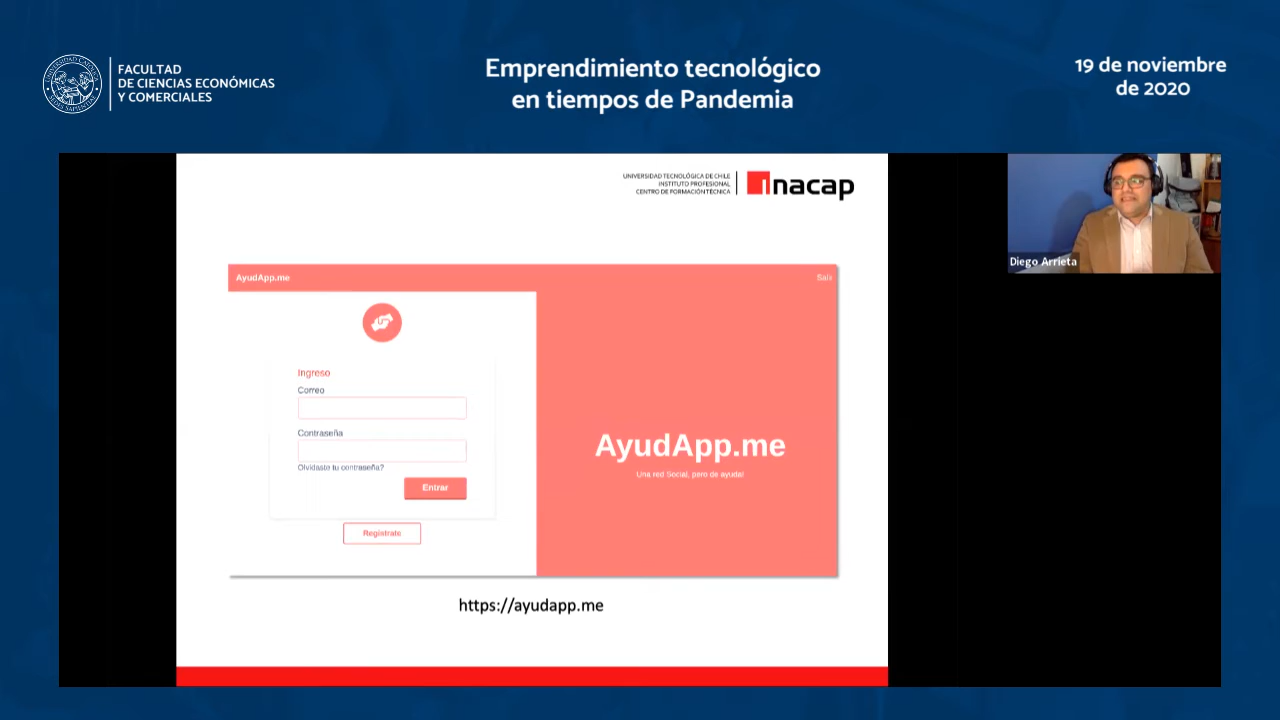 FACULTAD
DE CIENCIAS ECONÓMICAS
Y COMERCIALES
Emprendimiento tecnológico
en tiempos de Pandemia
19 de noviembre
de 2020
UNIVERSIDAD TECNOLÓGICA DE CHILE
INSTITUTO PROFESIONAL
CENTRO DE FORMACIÓN TÉCNICA
inacap
Diego Arrieta
AyudApp.me
Salir
Ingreso
Correo
Contraseña
Olvidaste tu contraseña?
Entrar
Registrate
AyudApp.me
Una red Social, pero de ayuda!
https://ayudapp.me